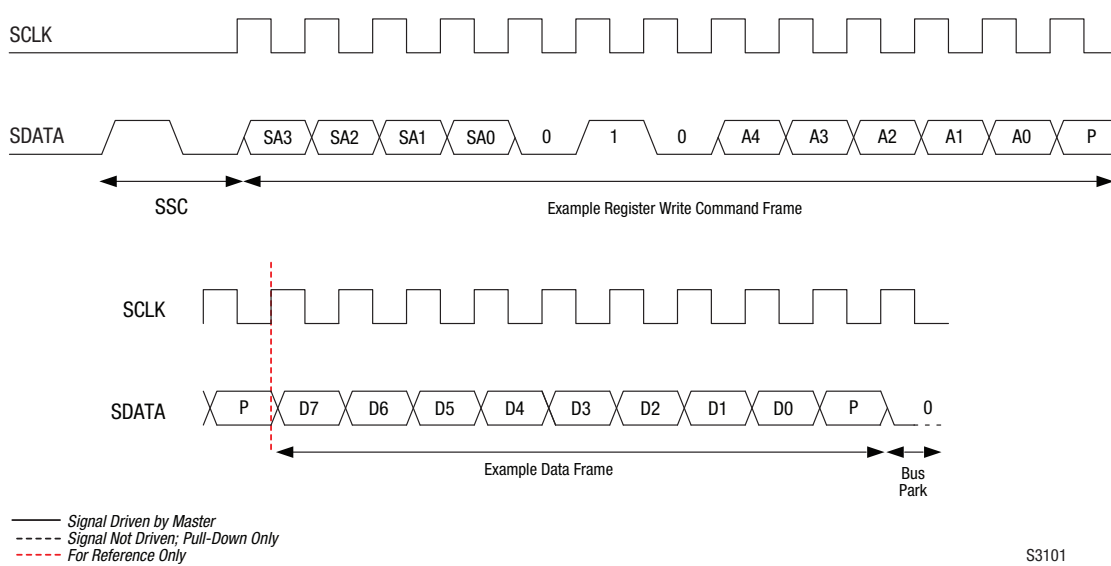 SCLK
SDATA SA3 SA2 SA1 SA0 0 1 0 A4 A3 A2 A1 A0 P
SSC Example Register Write Command Frame
SCLK
SDATA P D7 D6 D5 D4 D3 D2 D1 D0 P 0
Example Data Frame Bus
Park
Signal Driven by Master
Signal Not Driven; Pull-Down Only
For Reference Only S3101